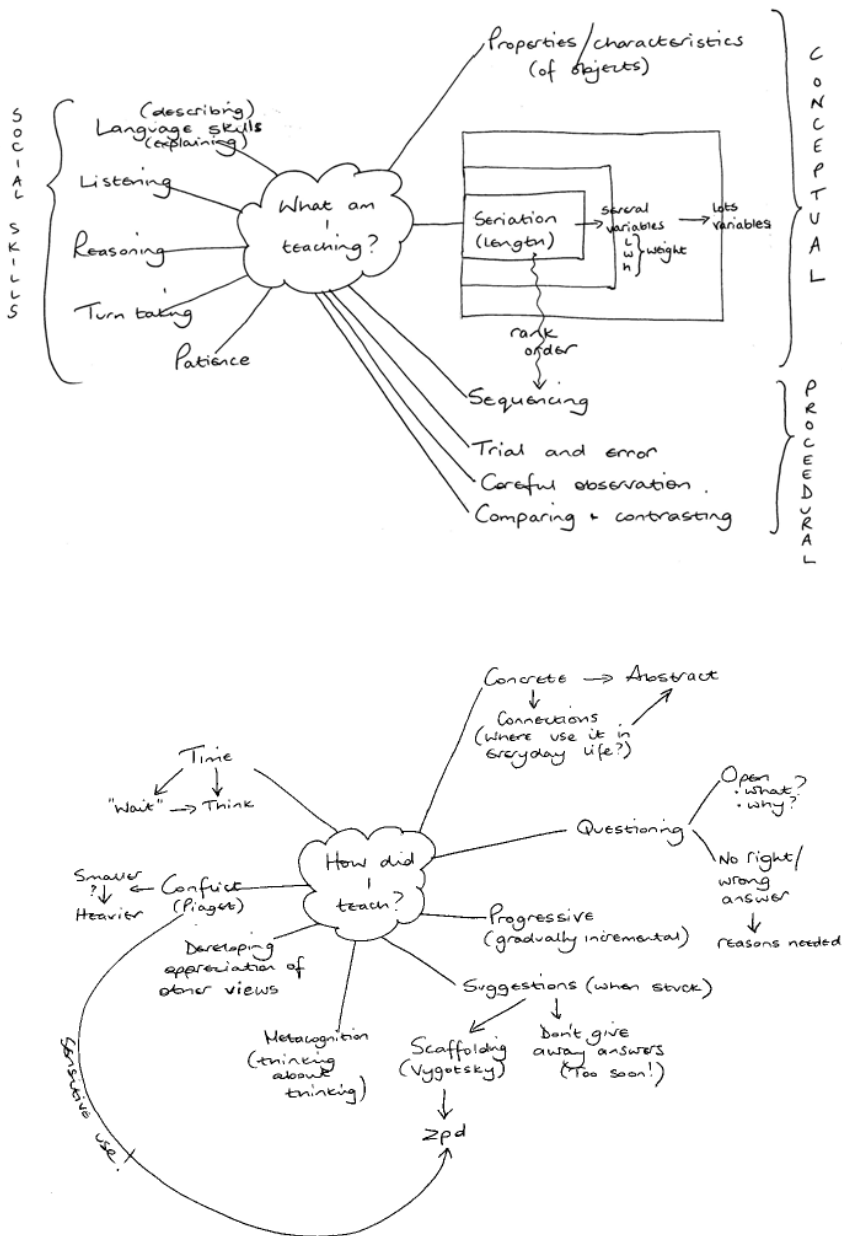 SOCIAL SKILLS
(describing)
Language skills
(explaining)
Listening
Reasoning
Turn taking
Patience
What am
I
teaching?
Properties/characteristics
(of objects)
Seriation
(Length)
several
variables
L
W
h
weight
lots
variables
rank
order
Sequencing
Trial and error
Careful observation.
Comparing + contrasting
CONCEPTUAL
PROCEEDURAL
How did
I
teach?
Time
"Wait" → Think
Concrete → Abstract
Connections
(Where use it in
everyday life?)
Questioning
Open
· what?
· why?
No right/
wrong
answer
reasons needed
Progressive
(gradually incremental)
Suggestions (when stuck)
Scaffolding
(Vygotsky)
Don't give
away answers
(Too soon!)
zpd
Metacognition
(thinking
about
thinking)
Developing
appreciation of
other views
Conflict
(Piaget)
Smaller
?
Heavier
Sensitive use!